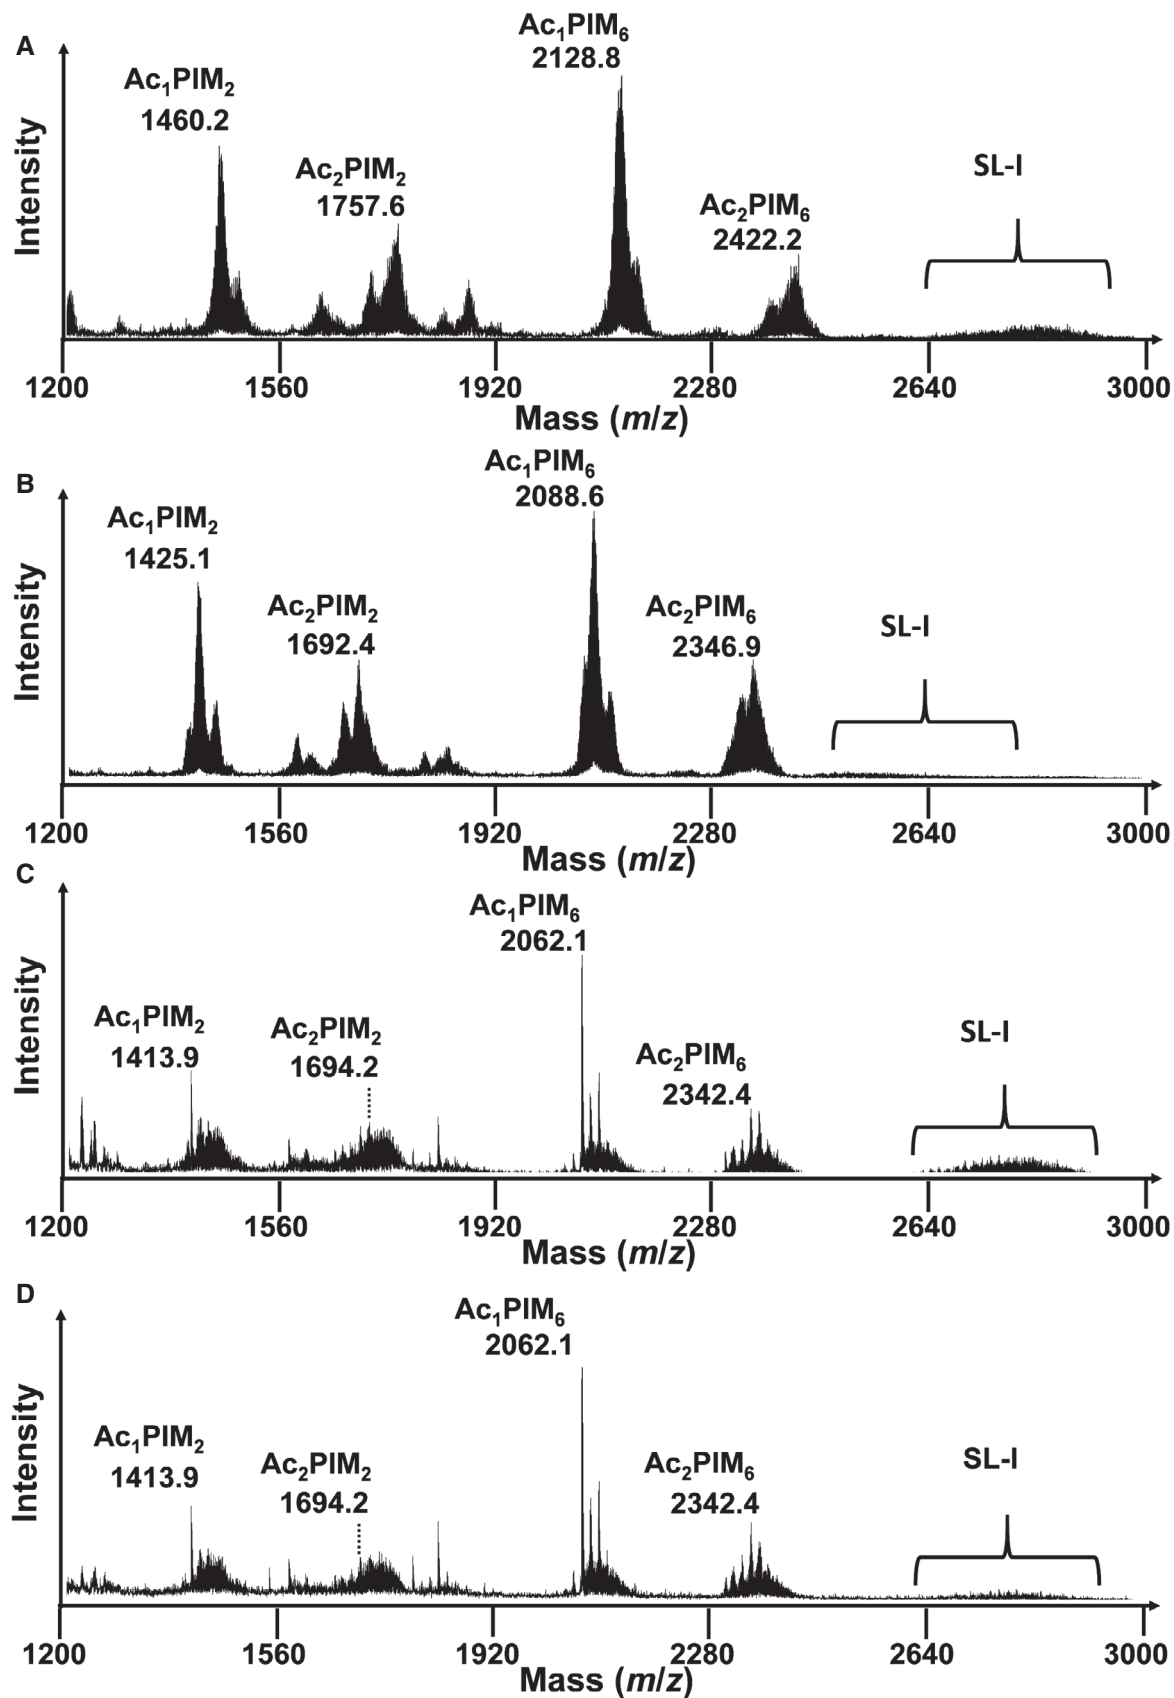 A
Ac₁PIM₆
2128.8
Ac₁PIM₂
1460.2
Ac₂PIM₂
1757.6
Ac₂PIM₆
2422.2
SL-I
Intensity
1200 1560 1920 2280 2640 3000
Mass (m/z)
B
Ac₁PIM₆
2088.6
Ac₁PIM₂
1425.1
Ac₂PIM₂
1692.4
Ac₂PIM₆
2346.9
SL-I
Intensity
1200 1560 1920 2280 2640 3000
Mass (m/z)
C
Ac₁PIM₆
2062.1
Ac₁PIM₂
1413.9
Ac₂PIM₂
1694.2
Ac₂PIM₆
2342.4
SL-I
Intensity
1200 1560 1920 2280 2640 3000
Mass (m/z)
D
Ac₁PIM₆
2062.1
Ac₁PIM₂
1413.9
Ac₂PIM₂
1694.2
Ac₂PIM₆
2342.4
SL-I
Intensity
1200 1560 1920 2280 2640 3000
Mass (m/z)